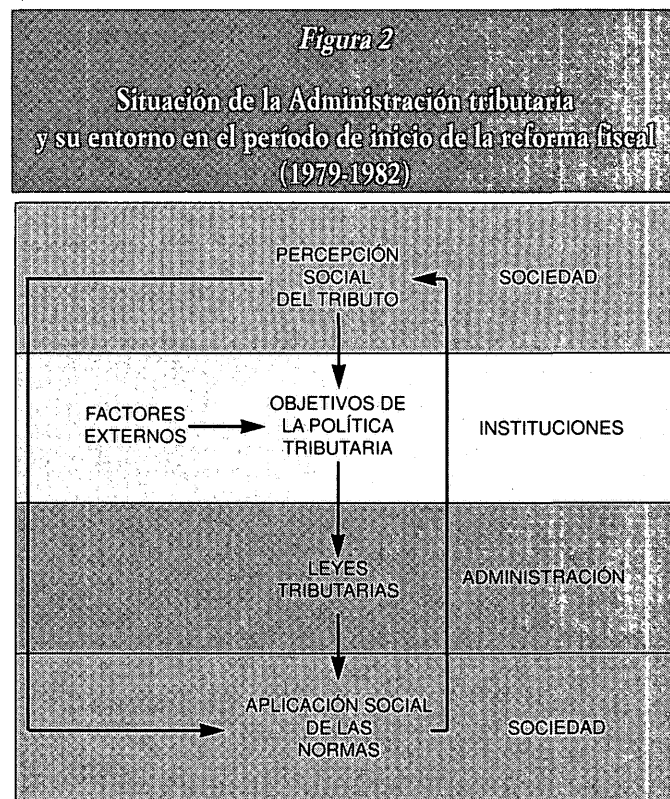 Figura 2
Situación de la Administración tributaria
y su entorno en el período de inicio de la reforma fiscal
(1979-1982)
PERCEPCIÓN
SOCIAL
DEL TRIBUTO
SOCIEDAD
FACTORES
EXTERNOS
OBJETIVOS DE
LA POLÍTICA
TRIBUTARIA
INSTITUCIONES
LEYES
TRIBUTARIAS
ADMINISTRACIÓN
APLICACIÓN SOCIAL
DE LAS
NORMAS
SOCIEDAD